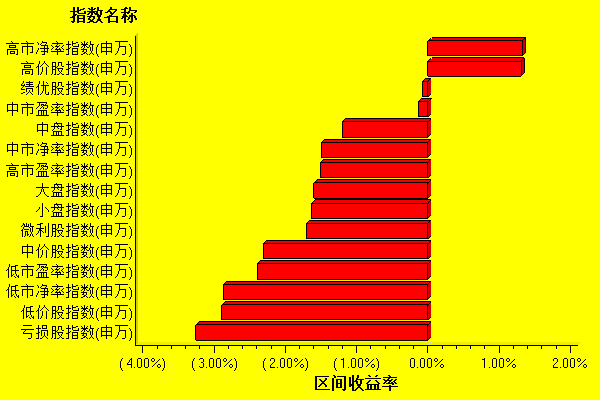 指数名称
高市净率指数(申万)
高价股指数(申万)
绩优股指数(申万)
中市盈率指数(申万)
中盘指数(申万)
中市净率指数(申万)
高市盈率指数(申万)
大盘指数(申万)
小盘指数(申万)
微利股指数(申万)
中价股指数(申万)
低市盈率指数(申万)
低市净率指数(申万)
低价股指数(申万)
亏损股指数(申万)
(4.00%) (3.00%) (2.00%) (1.00%) 0.00% 1.00% 2.00%
区间收益率